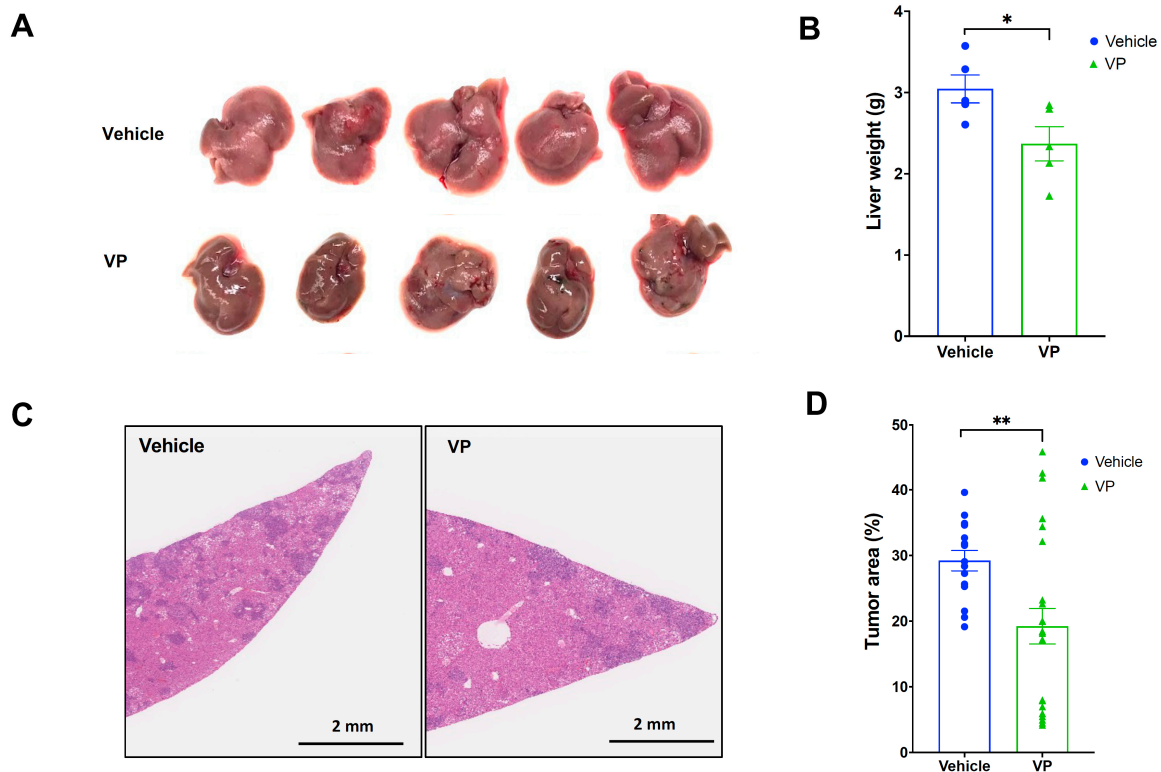 A
Vehicle
VP
B
Liver weight (g)
4
3
2
1
0
*
Vehicle
VP
Vehicle
VP
C
Vehicle
2 mm
VP
2 mm
D
Tumor area (%)
50
40
30
20
10
0
**
Vehicle
VP
Vehicle
VP